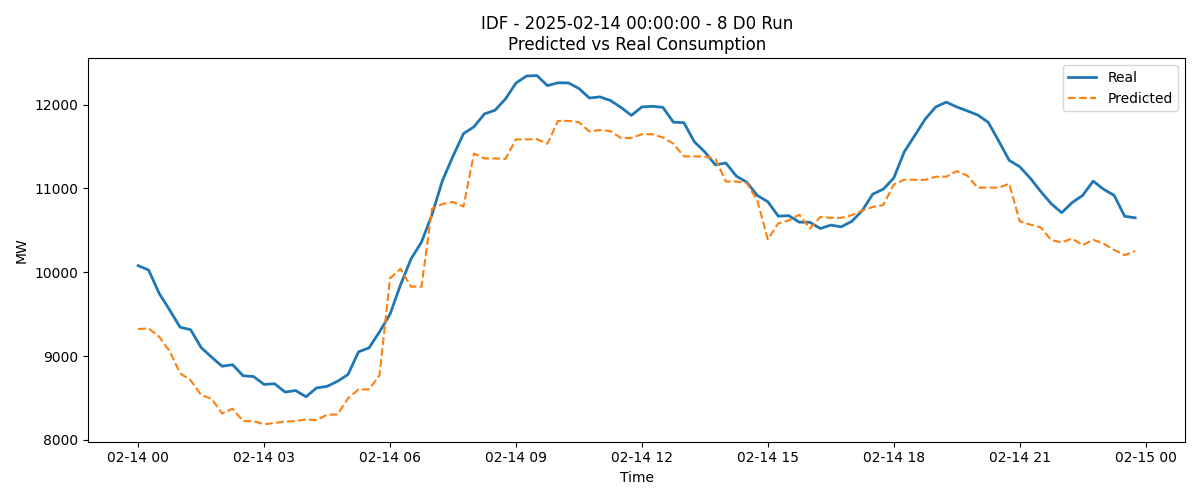 IDF - 2025-02-14 00:00:00 - 8 D0 Run
Predicted vs Real Consumption
Real
Predicted
MW
12000
11000
10000
9000
8000
02-14 00 02-14 03 02-14 06 02-14 09 02-14 12 02-14 15 02-14 18 02-14 21 02-15 00
Time